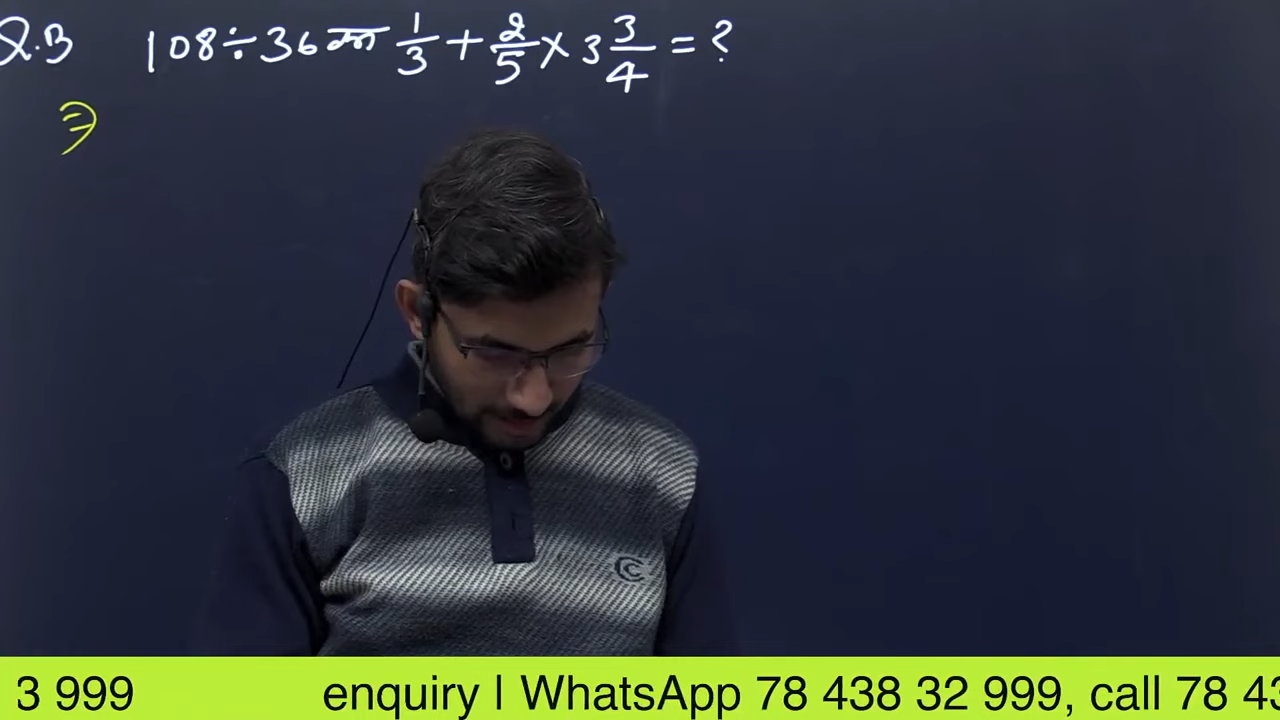 Q.3 108÷36 का 1/3 + 2/5 × 3 3/4 = ?
⇒
3 999 enquiry | WhatsApp 78 438 32 999, call 78 43